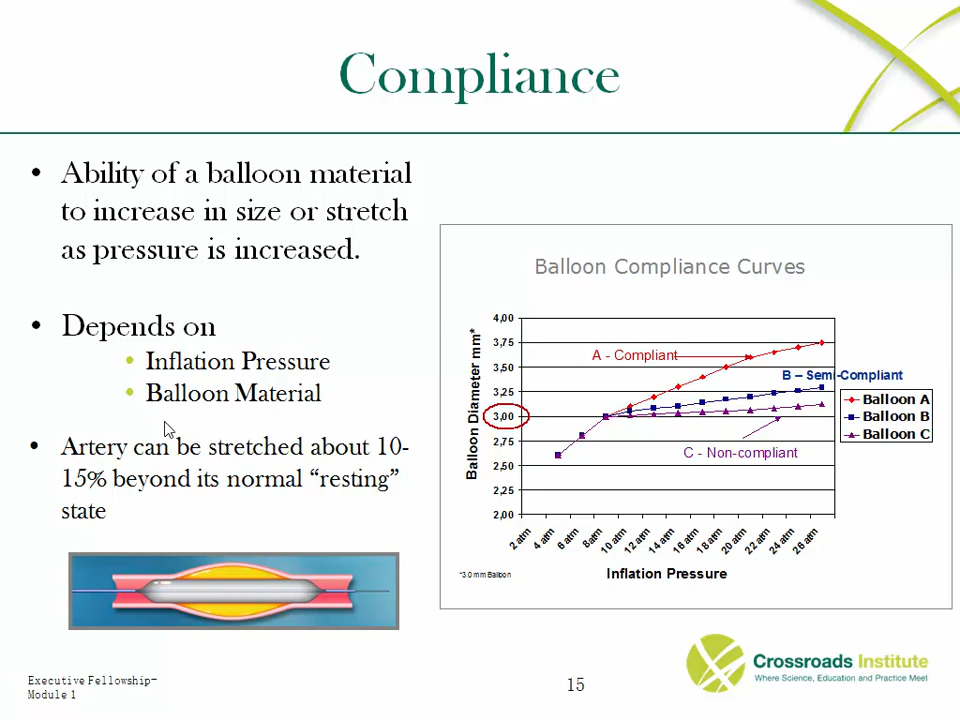 Compliance
• Ability of a balloon material
to increase in size or stretch
as pressure is increased.
• Depends on
• Inflation Pressure
• Balloon Material
• Artery can be stretched about 10-
15% beyond its normal “resting”
state
Balloon Compliance Curves
Balloon Diameter mm*
4,00
3,75
3,50
3,25
3,00
2,75
2,50
2,25
2,00
A - Compliant
B – Semi-Compliant
C - Non-compliant
Balloon A
Balloon B
Balloon C
2 atm
4 atm
6 atm
8 atm
10 atm
12 atm
14 atm
16 atm
18 atm
20 atm
22 atm
24 atm
26 atm
*3.0 mm Balloon
Inflation Pressure
Executive Fellowship-
Module 1
15
Crossroads Institute
Where Science, Education and Practice Meet